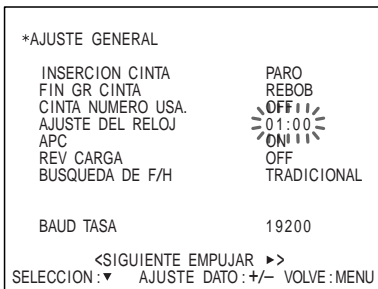 *AJUSTE GENERAL
INSERCION CINTA PARO
FIN GR CINTA REBOB
CINTA NUMERO USA. OFF
AJUSTE DEL RELOJ 01:00
APC ON
REV CARGA OFF
BUSQUEDA DE F/H TRADICIONAL
BAUD TASA 19200
<SIGUIENTE EMPUJAR ►>
SELECCION:▼ AJUSTE DATO:+/– VOLVE:MENU